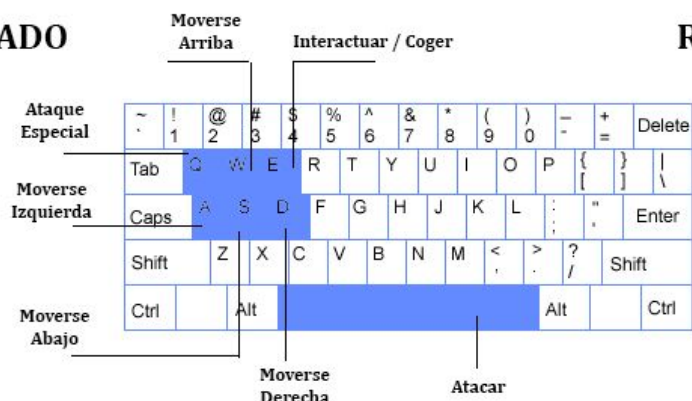 ADO
R
Moverse
Arriba
Interactuar / Coger
Ataque
Especial
Moverse
Izquierda
~ ! @ # $ % ^ & * ( ) _ +
` 1 2 3 4 5 6 7 8 9 0 - = Delete
Tab Q W E R T Y U I O P { } |
[ ] \
Caps A S D F G H J K L : " Enter
; '
Shift Z X C V B N M < > ? Shift
, . /
Ctrl Alt Alt Ctrl
Moverse
Abajo
Moverse
Derecha
Atacar